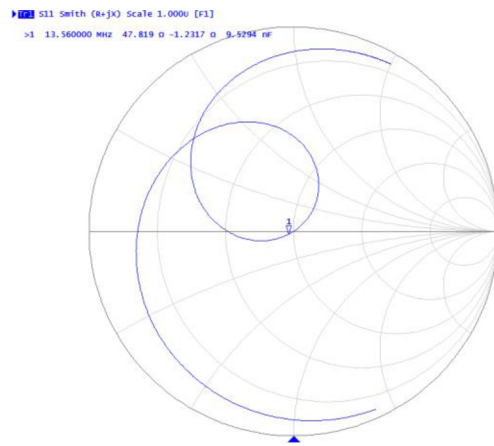 Tr1 S11 Smith (R+jX) Scale 1.000U [F1]
>1 13.560000 MHz 47.819 Ω -1.2317 Ω 9.5294 nF
1